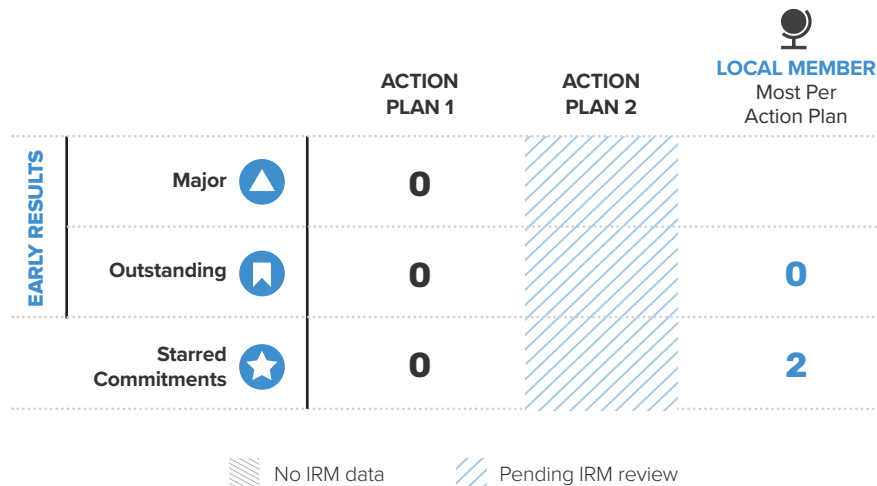 ACTION
PLAN 1
ACTION
PLAN 2
LOCAL MEMBER
Most Per
Action Plan
EARLY RESULTS
Major
0
Outstanding
0
0
Starred
Commitments
0
2
No IRM data
Pending IRM review